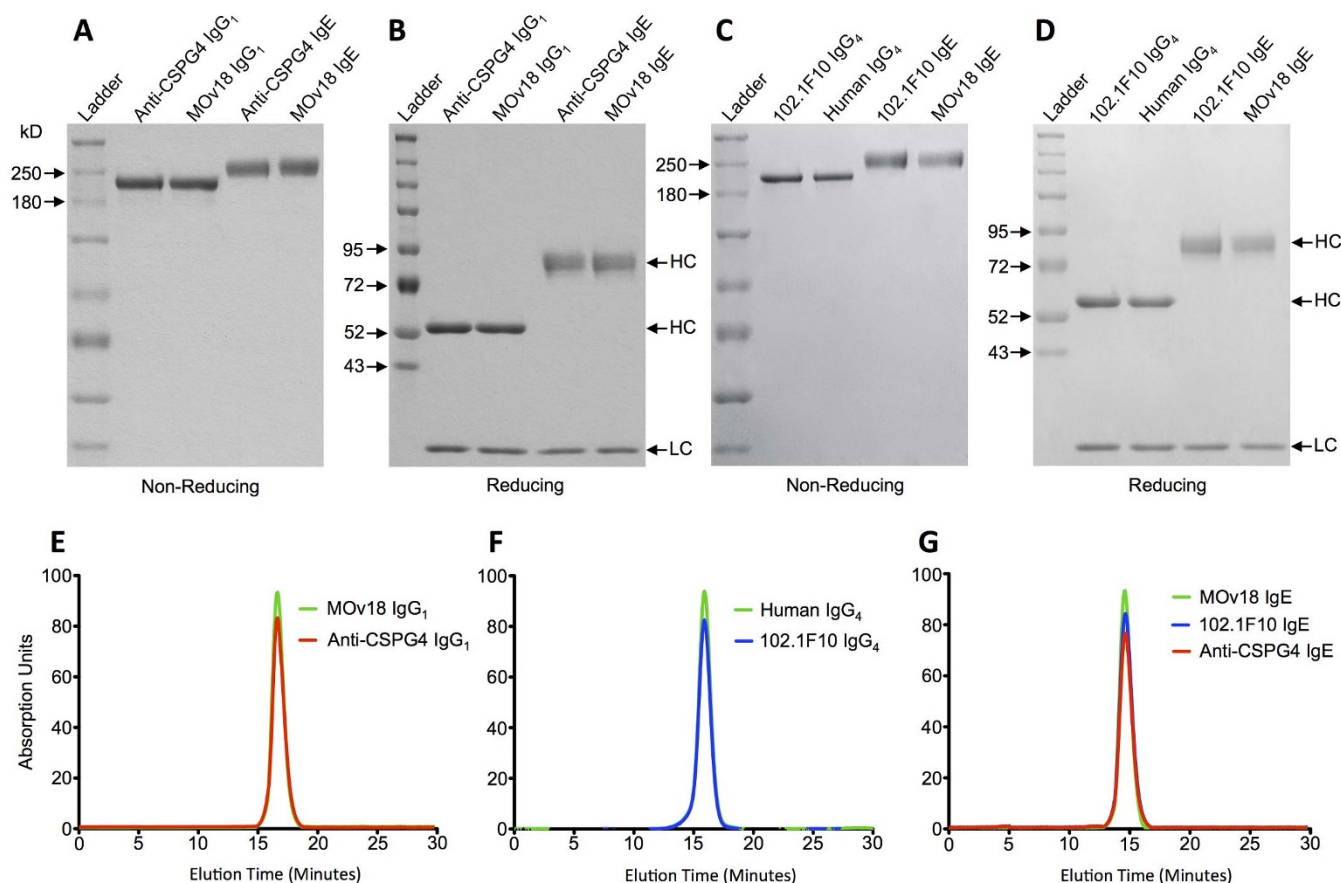 A
Ladder
Anti-CSPG4 IgG₁
MOv18 IgG₁
Anti-CSPG4 IgE
MOv18 IgE
kD
250
180
Non-Reducing
B
Ladder
Anti-CSPG4 IgG₁
MOv18 IgG₁
Anti-CSPG4 IgE
MOv18 IgE
95
72
52
43
HC
HC
LC
Reducing
C
Ladder
102.1F10 IgG₄
Human IgG₄
102.1F10 IgE
MOv18 IgE
250
180
Non-Reducing
D
Ladder
102.1F10 IgG₄
Human IgG₄
102.1F10 IgE
MOv18 IgE
95
72
52
43
HC
HC
LC
Reducing
E
Absorption Units
100
80
60
40
20
0
MOv18 IgG₁
Anti-CSPG4 IgG₁
0 5 10 15 20 25 30
Elution Time (Minutes)
F
100
80
60
40
20
0
Human IgG₄
102.1F10 IgG₄
0 5 10 15 20 25 30
Elution Time (Minutes)
G
100
80
60
40
20
0
MOv18 IgE
102.1F10 IgE
Anti-CSPG4 IgE
0 5 10 15 20 25 30
Elution Time (Minutes)